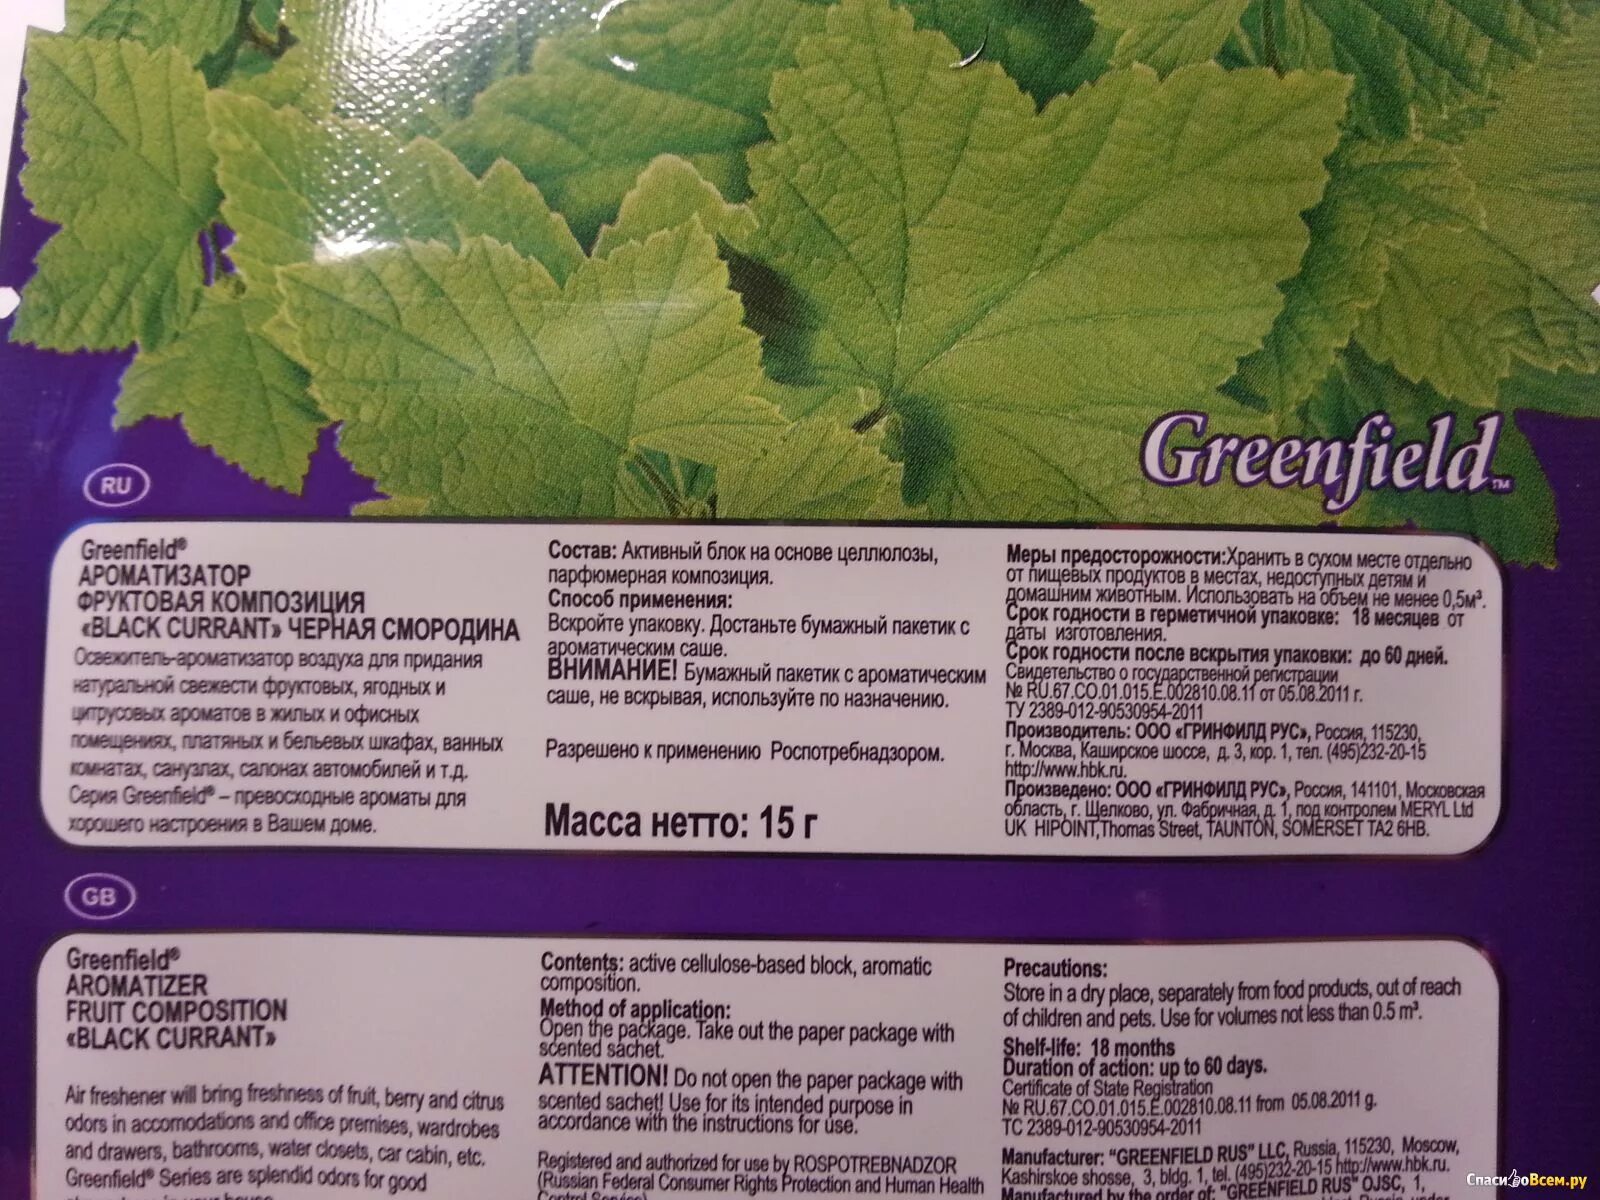 Greenfield™
RU
Greenfield®
АРОМАТИЗАТОР
ФРУКТОВАЯ КОМПОЗИЦИЯ
«BLACK CURRANT» ЧЕРНАЯ СМОРОДИНА
Освежитель-ароматизатор воздуха для придания
натуральной свежести фруктовых, ягодных и
цитрусовых ароматов в жилых и офисных
помещениях, платяных и бельевых шкафах, ванных
комнатах, санузлах, салонах автомобилей и т.д.
Серия Greenfield® – превосходные ароматы для
хорошего настроения в Вашем доме.
Состав: Активный блок на основе целлюлозы,
парфюмерная композиция.
Способ применения:
Вскройте упаковку. Достаньте бумажный пакетик с
ароматическим саше.
ВНИМАНИЕ! Бумажный пакетик с ароматическим
саше, не вскрывая, используйте по назначению.
Разрешено к применению Роспотребнадзором.
Масса нетто: 15 г
Меры предосторожности:Хранить в сухом месте отдельно
от пищевых продуктов в местах, недоступных детям и
домашним животным. Использовать на объем не менее 0,5м³.
Срок годности в герметичной упаковке: 18 месяцев от
даты изготовления.
Срок годности после вскрытия упаковки: до 60 дней.
Свидетельство о государственной регистрации
№ RU.67.CO.01.015.E.002810.08.11 от 05.08.2011 г.
ТУ 2389-012-90530954-2011
Производитель: ООО «ГРИНФИЛД РУС», Россия, 115230,
г. Москва, Каширское шоссе, д. 3, кор. 1, тел. (495)232-20-15
http://www.hbk.ru.
Произведено: ООО «ГРИНФИЛД РУС», Россия, 141101, Московская
область, г. Щелково, ул. Фабричная, д. 1, под контролем MERYL Ltd
UK HIPOINT,Thomas Street, TAUNTON, SOMERSET TA2 6HB.
GB
Greenfield®
AROMATIZER
FRUIT COMPOSITION
«BLACK CURRANT»
Air freshener will bring freshness of fruit, berry and citrus
odors in accomodations and office premises, wardrobes
and drawers, bathrooms, water closets, car cabin, etc.
Greenfield® Series are splendid odors for good
Contents: active cellulose-based block, aromatic
composition.
Method of application:
Open the package. Take out the paper package with
scented sachet.
ATTENTION! Do not open the paper package with
scented sachet! Use for its intended purpose in
accordance with the instructions for use.
Registered and authorized for use by ROSPOTREBNADZOR
(Russian Federal Consumer Rights Protection and Human Health
Precautions:
Store in a dry place, separately from food products, out of reach
of children and pets. Use for volumes not less than 0.5 m³.
Shelf-life: 18 months
Duration of action: up to 60 days.
Certificate of State Registration
№ RU.67.CO.01.015.E.002810.08.11 from 05.08.2011 g.
TC 2389-012-90530954-2011
Manufacturer: "GREENFIELD RUS" LLC, Russia, 115230, Moscow,
Kashirskoe shosse, 3, bldg. 1, tel. (495)232-20-15 http://www.hbk.ru.
Manufactured by the order of: "GREENFIELD RUS" OJSC, 1,
СпасибоВсем.ру